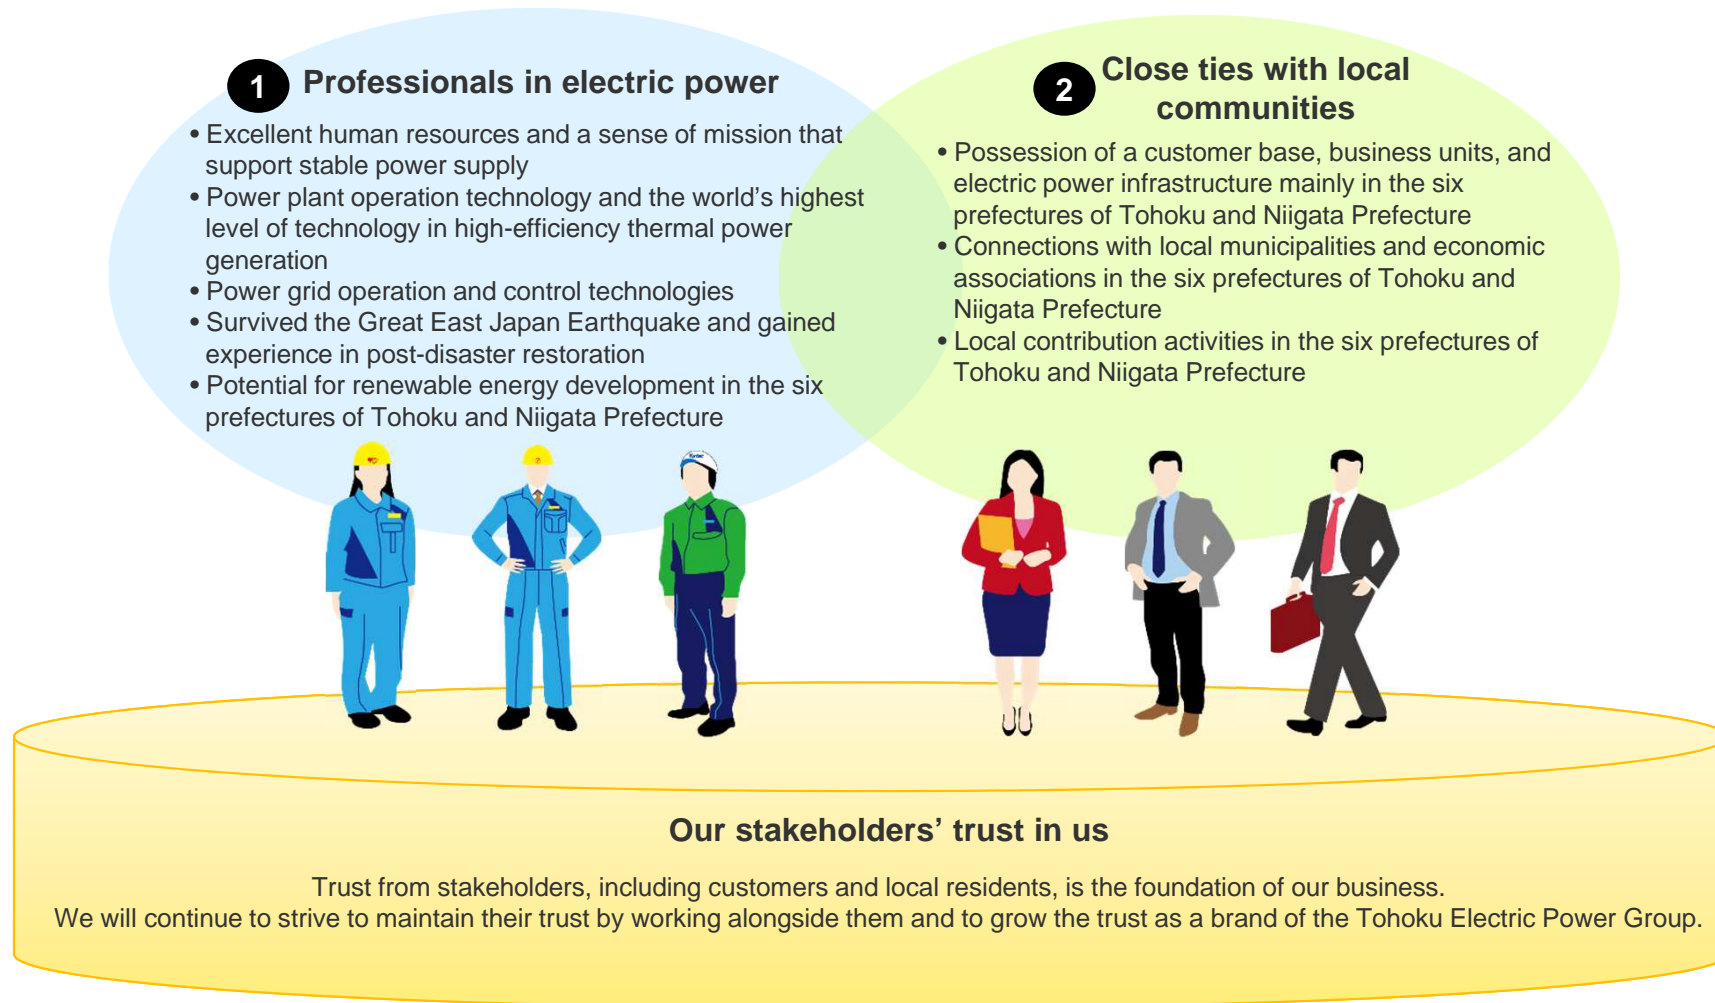 1 Professionals in electric power
• Excellent human resources and a sense of mission that
support stable power supply
• Power plant operation technology and the world’s highest
level of technology in high-efficiency thermal power
generation
• Power grid operation and control technologies
• Survived the Great East Japan Earthquake and gained
experience in post-disaster restoration
• Potential for renewable energy development in the six
prefectures of Tohoku and Niigata Prefecture
2 Close ties with local
communities
• Possession of a customer base, business units, and
electric power infrastructure mainly in the six
prefectures of Tohoku and Niigata Prefecture
• Connections with local municipalities and economic
associations in the six prefectures of Tohoku and
Niigata Prefecture
• Local contribution activities in the six prefectures of
Tohoku and Niigata Prefecture
Our stakeholders’ trust in us
Trust from stakeholders, including customers and local residents, is the foundation of our business.
We will continue to strive to maintain their trust by working alongside them and to grow the trust as a brand of the Tohoku Electric Power Group.